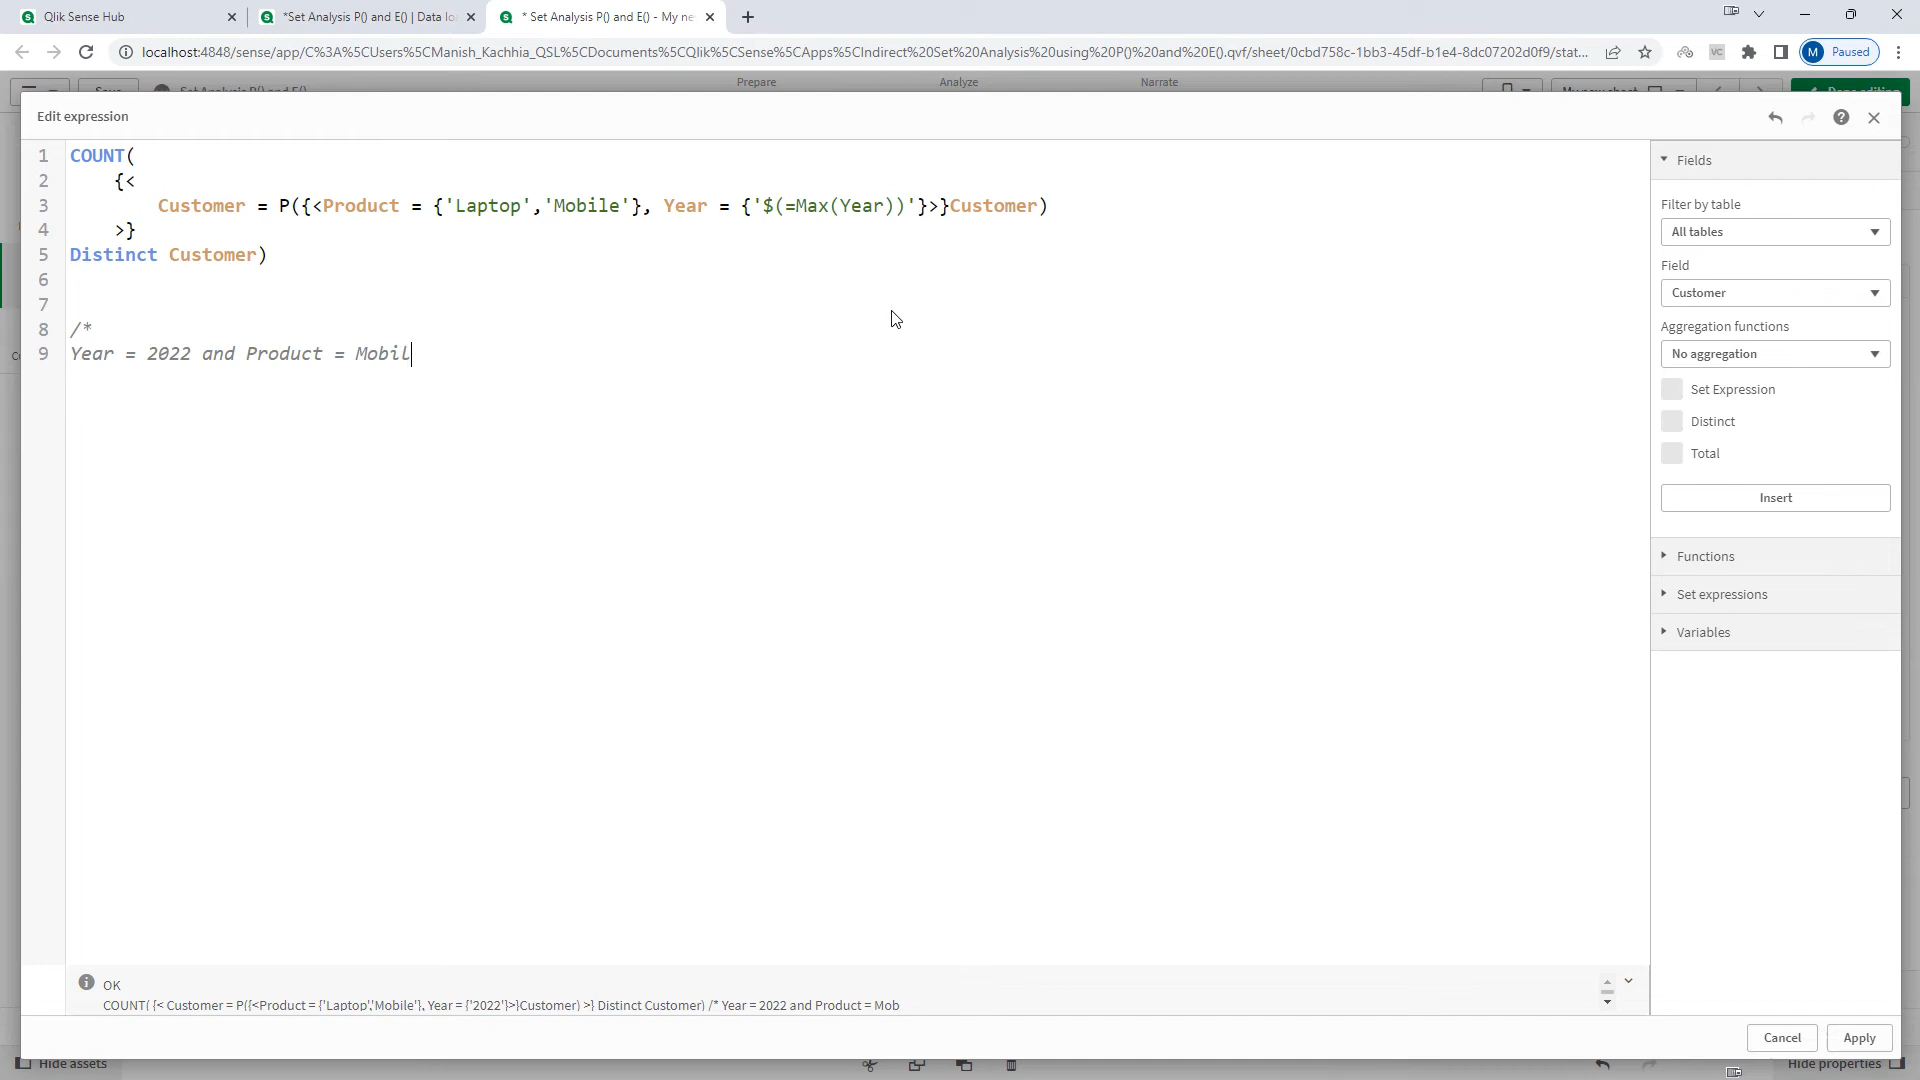 Qlik Sense Hub
*Set Analysis P() and E() | Data lo
* Set Analysis P() and E() - My ne
localhost:4848/sense/app/C%3A%5CUsers%5CManish_Kachhia_QSL%5CDocuments%5CQlik%5CSense%5CApps%5CIndirect%20Set%20Analysis%20using%20P()%20and%20E().qvf/sheet/0cbd758c-1bb3-45df-b1e4-8dc07202d0f9/stat...
VC
M Paused
Prepare
Analyze
Narrate
Edit expression
1 COUNT(
2 {<
3 Customer = P({<Product = {'Laptop','Mobile'}, Year = {'$(=Max(Year))'}>}Customer)
4 >}
5 Distinct Customer)
6
7
8 /*
9 Year = 2022 and Product = Mobil
Fields
Filter by table
All tables
Field
Customer
Aggregation functions
No aggregation
Set Expression
Distinct
Total
Insert
Functions
Set expressions
Variables
OK
COUNT( {< Customer = P({<Product = {'Laptop','Mobile'}, Year = {'2022'}>}Customer) >} Distinct Customer) /* Year = 2022 and Product = Mob
Cancel
Apply
Hide assets
Hide properties